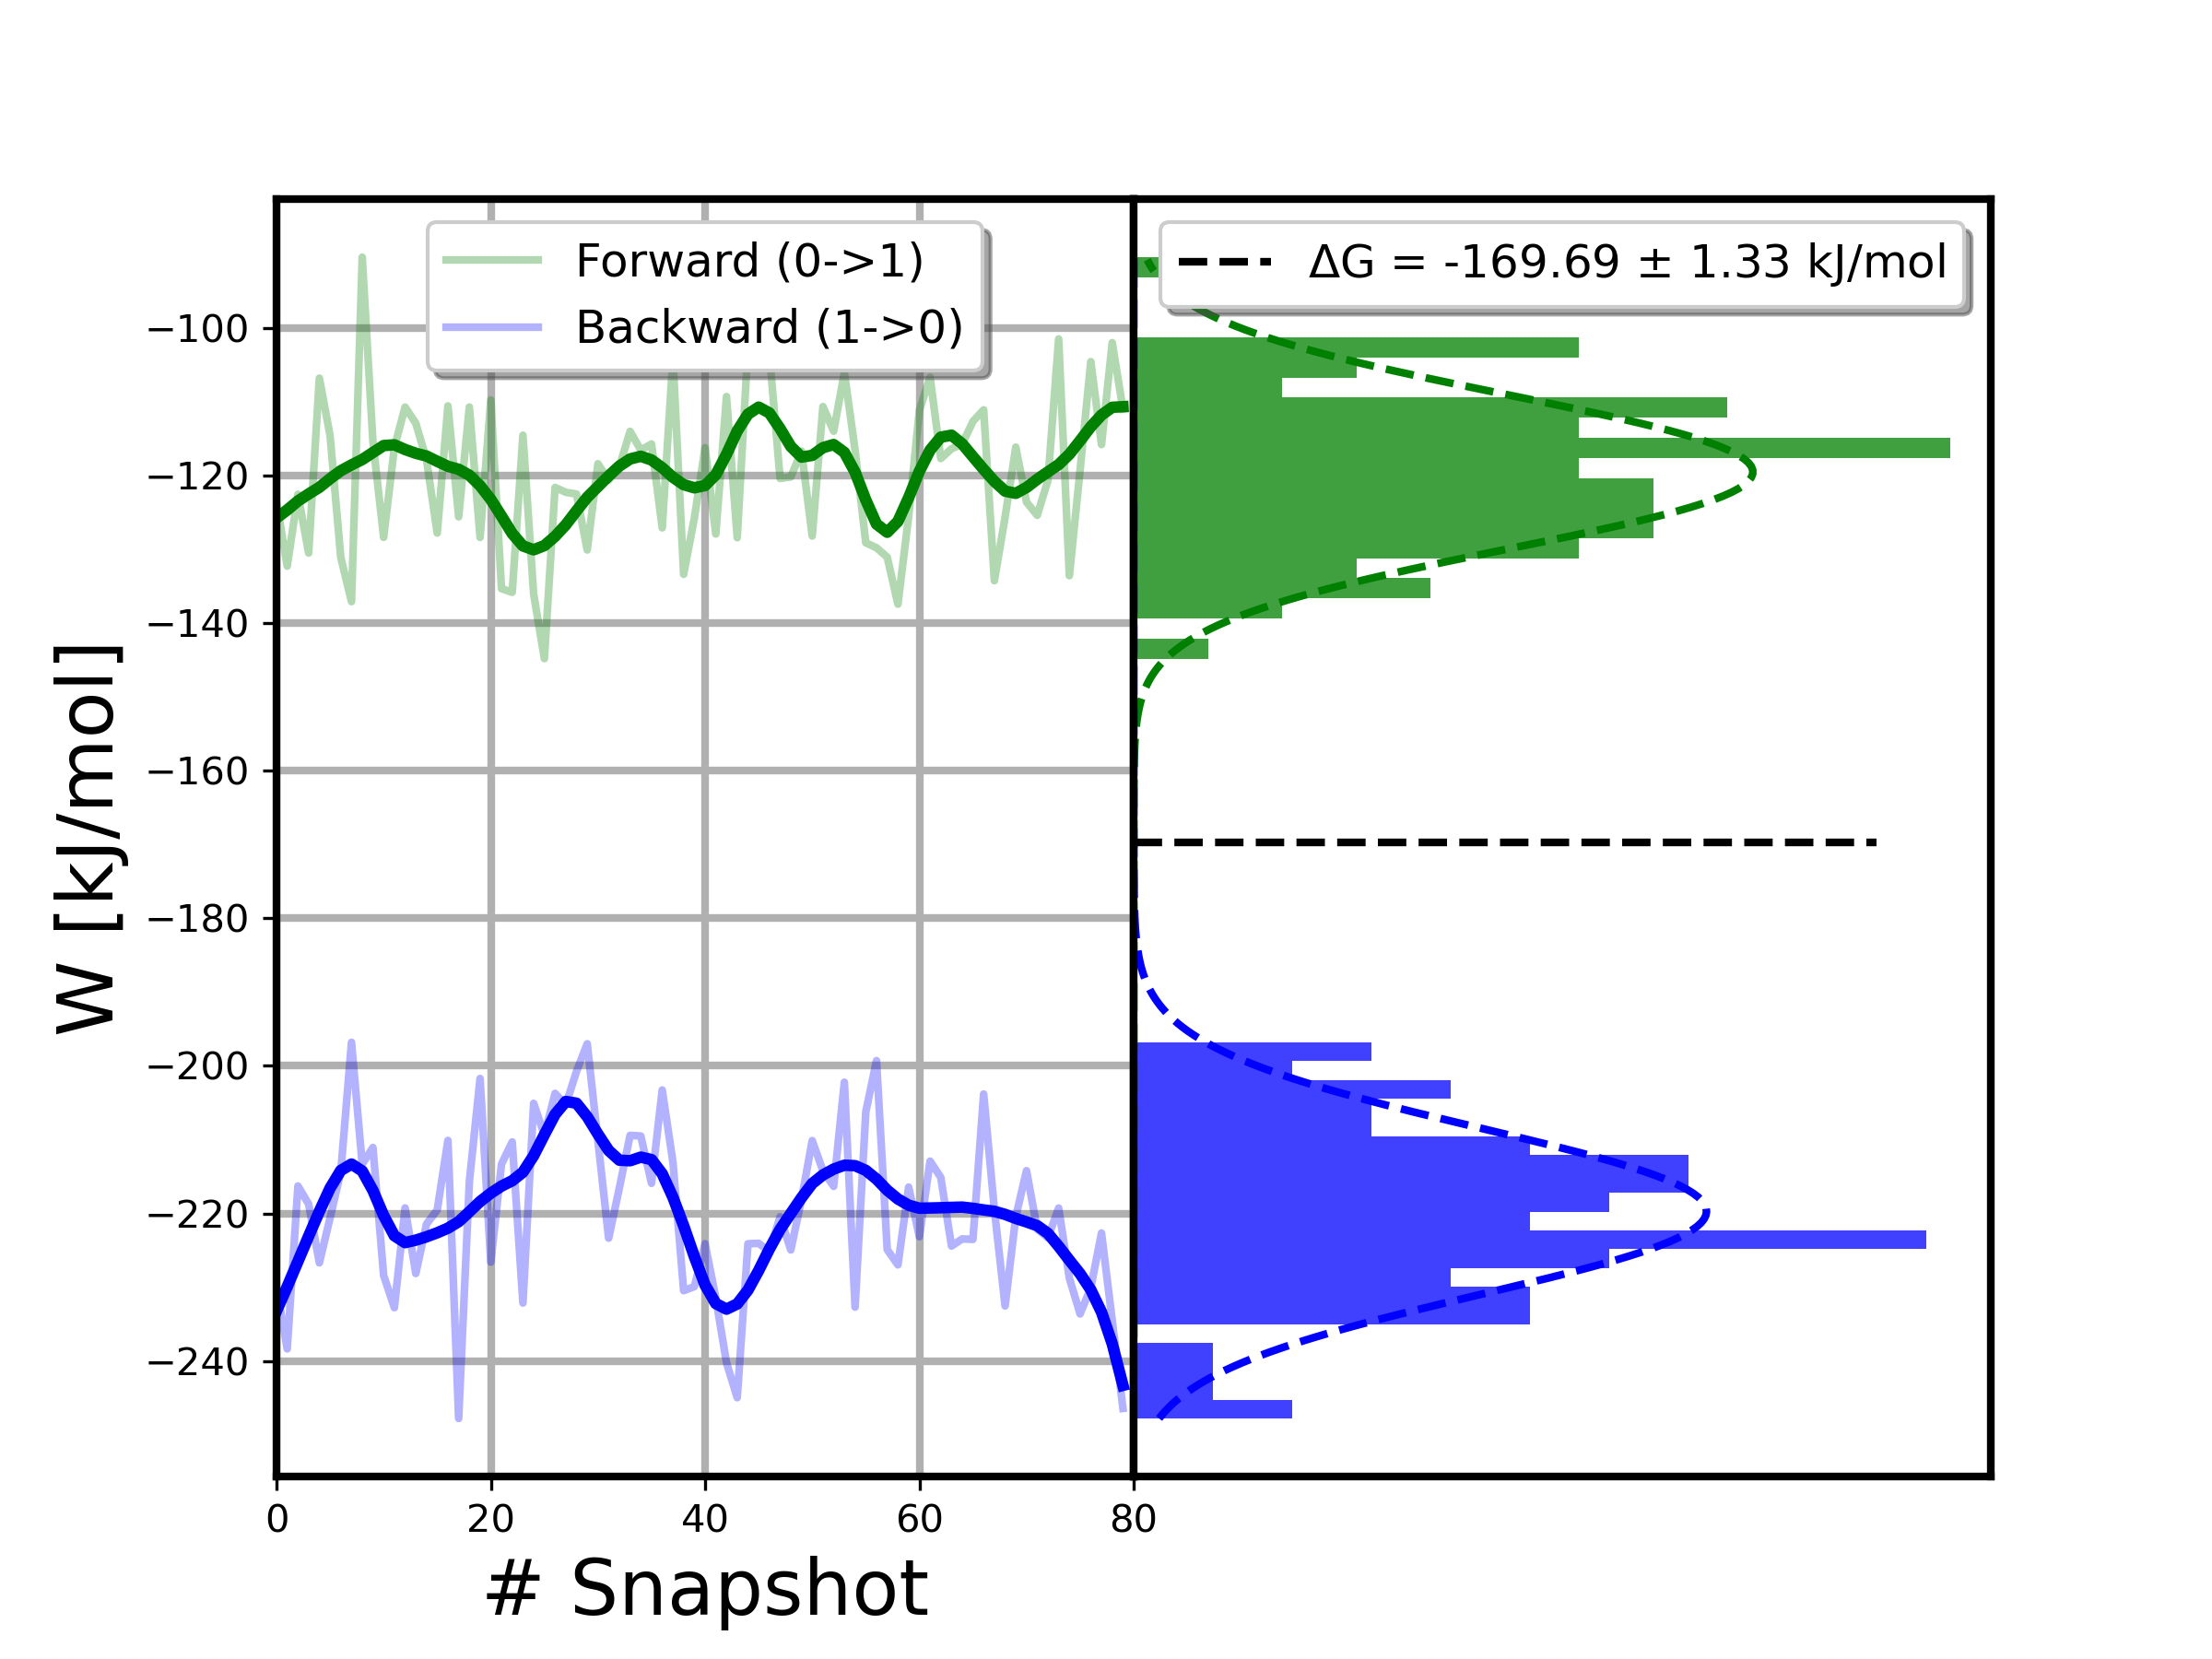 Forward (0->1)
Backward (1->0)
ΔG = -169.69 ± 1.33 kJ/mol
W [kJ/mol]
−100
−120
−140
−160
−180
−200
−220
−240
0 20 40 60 80
# Snapshot